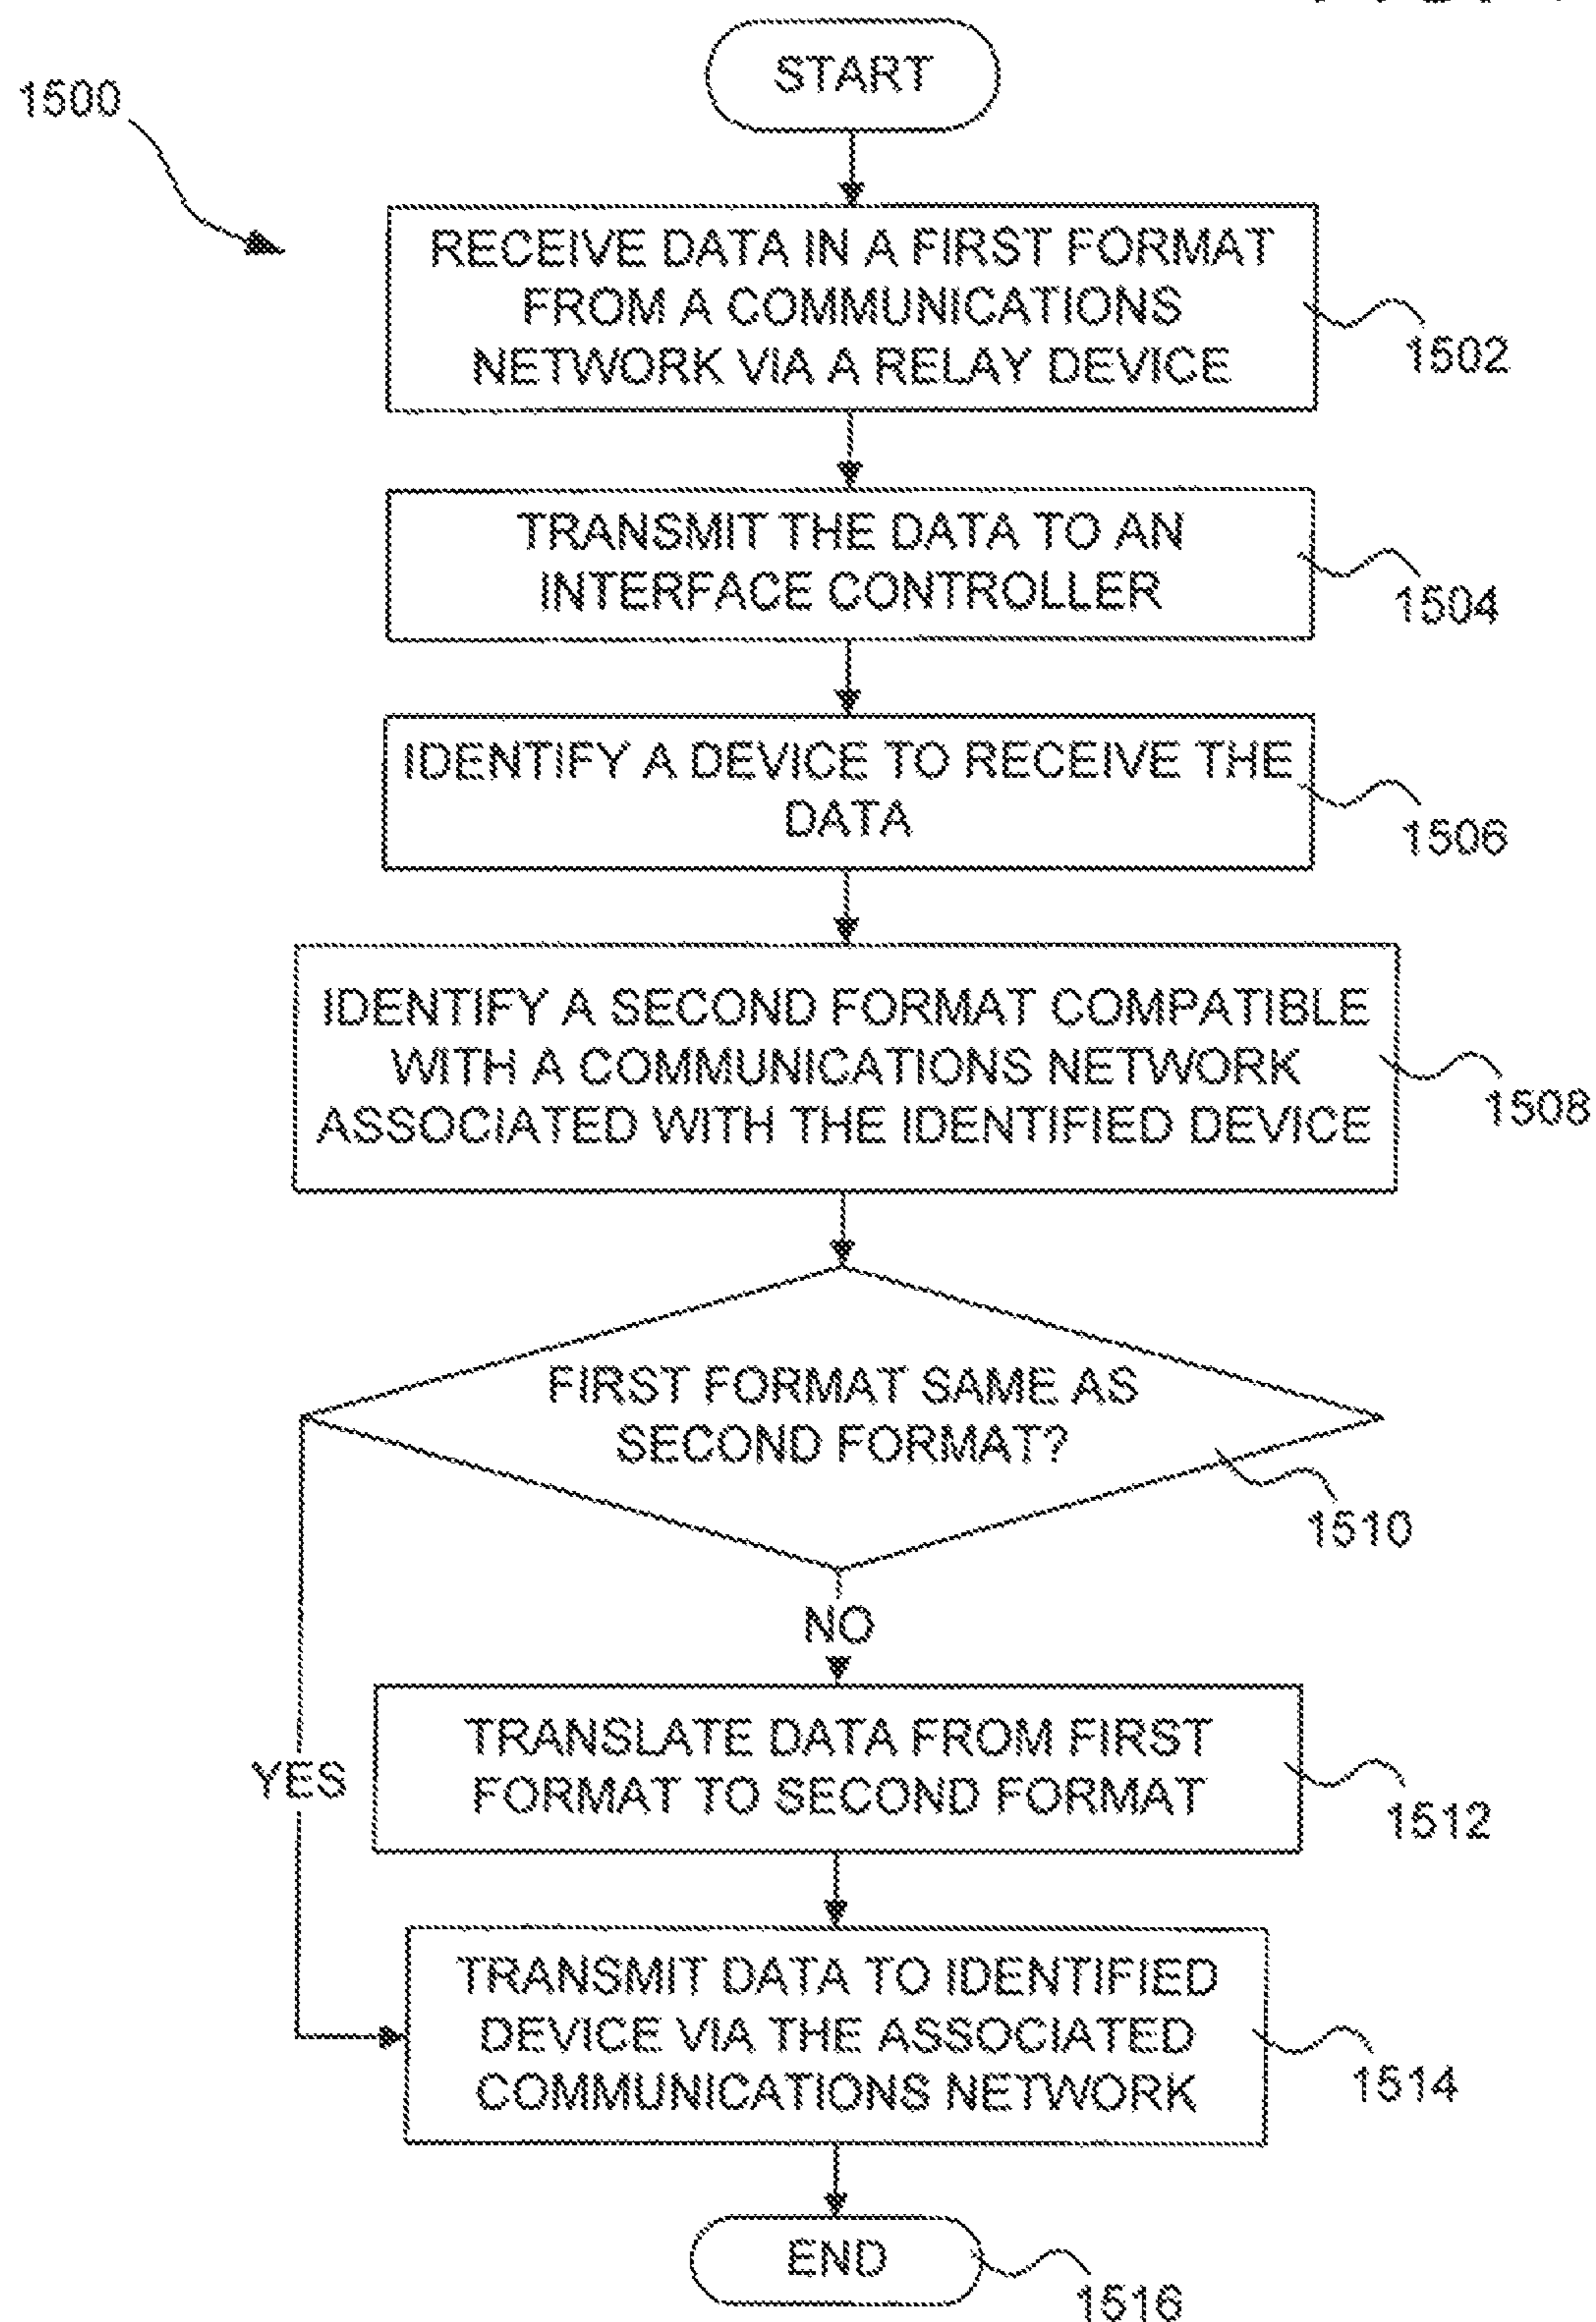 START
1500
RECEIVE DATA IN A FIRST FORMAT
FROM A COMMUNICATIONS
NETWORK VIA A RELAY DEVICE
1502
TRANSMIT THE DATA TO AN
INTERFACE CONTROLLER
1504
IDENTIFY A DEVICE TO RECEIVE THE
DATA
1506
IDENTIFY A SECOND FORMAT COMPATIBLE
WITH A COMMUNICATIONS NETWORK
ASSOCIATED WITH THE IDENTIFIED DEVICE
1508
FIRST FORMAT SAME AS
SECOND FORMAT?
1510
NO
YES
TRANSLATE DATA FROM FIRST
FORMAT TO SECOND FORMAT
1512
TRANSMIT DATA TO IDENTIFIED
DEVICE VIA THE ASSOCIATED
COMMUNICATIONS NETWORK
1514
END
1516